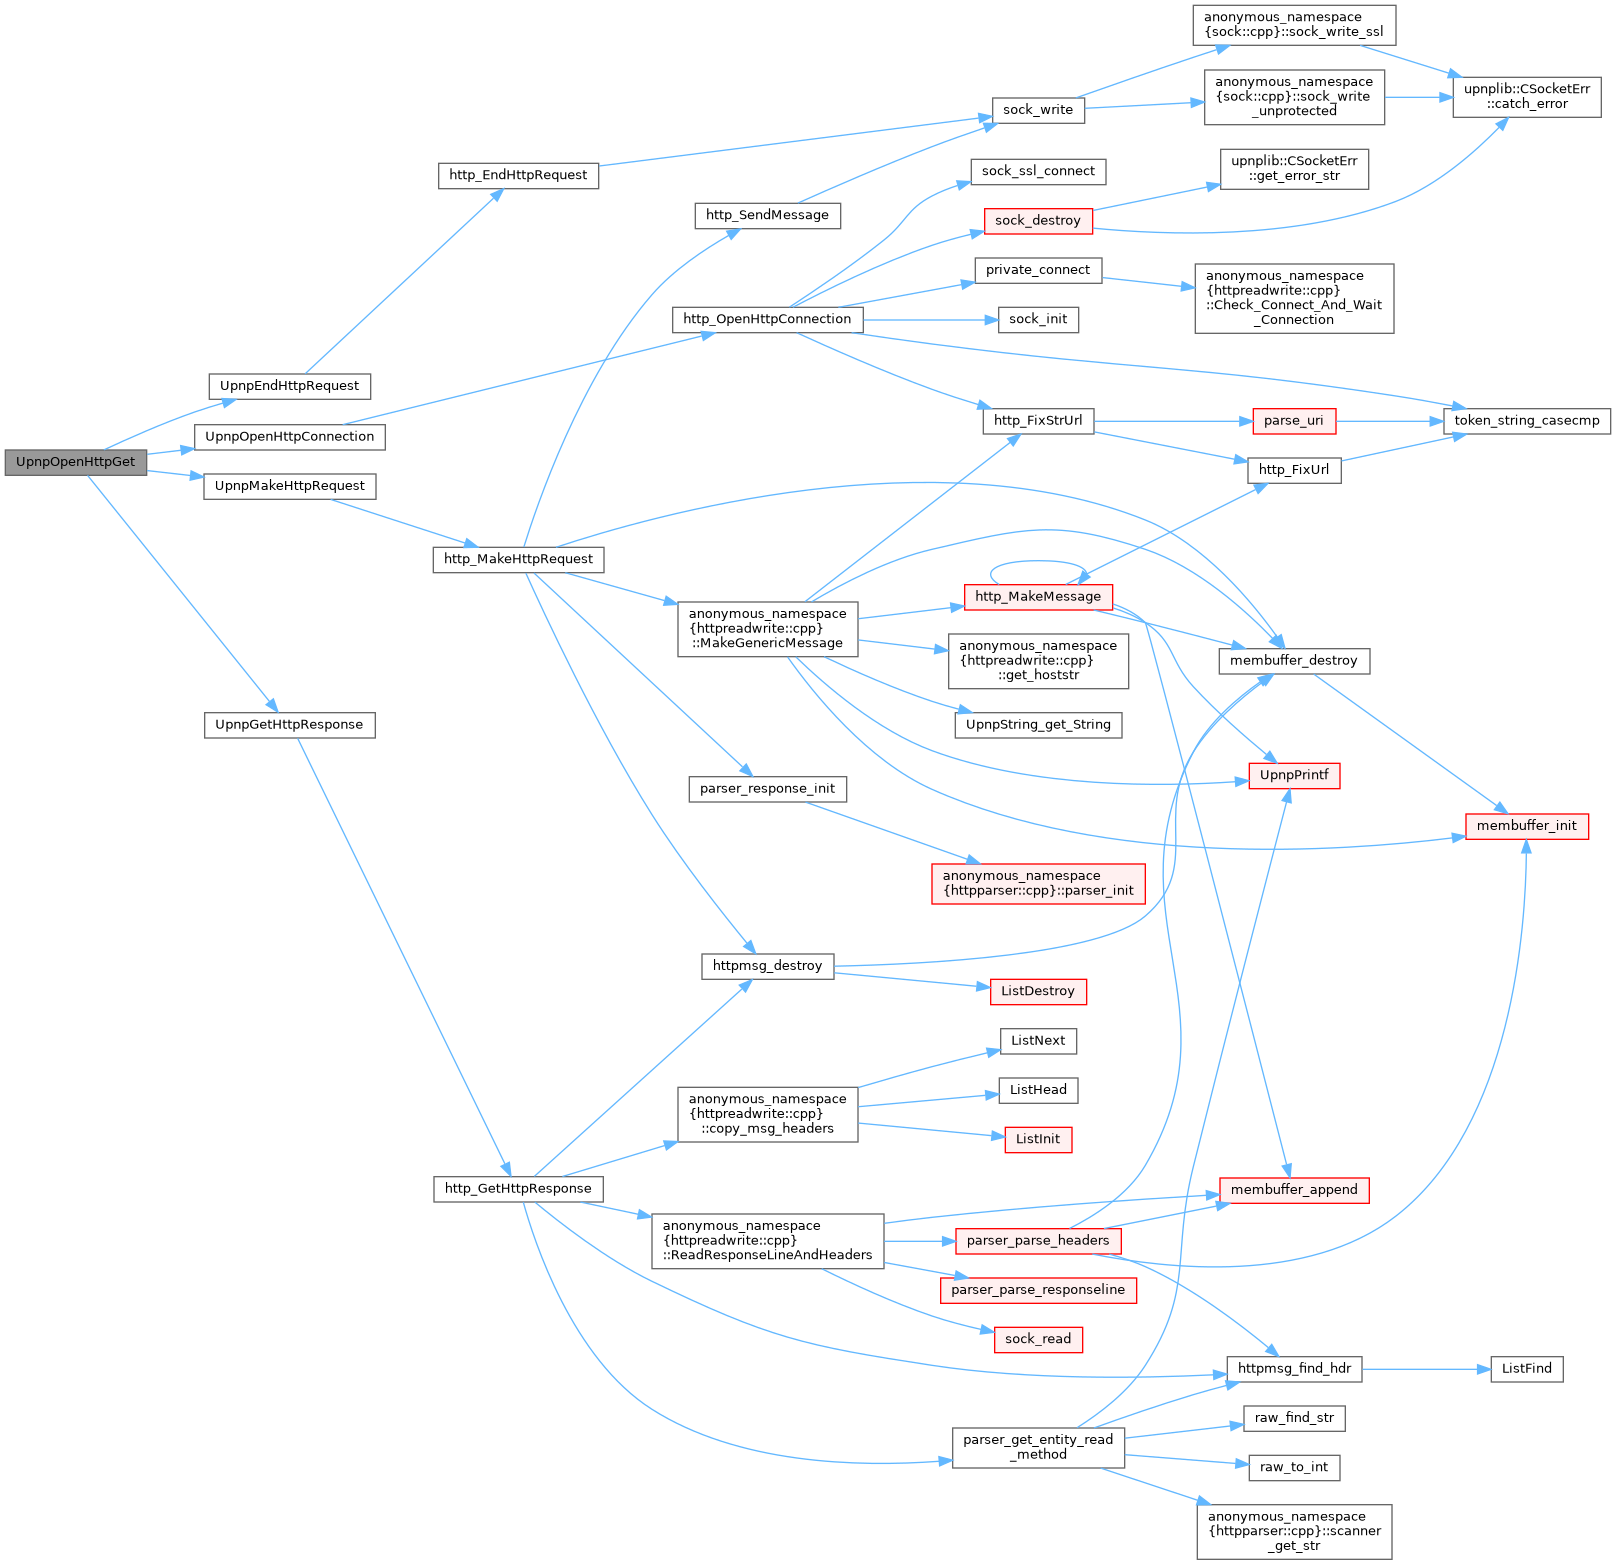 UpnpOpenHttpGet
UpnpEndHttpRequest
UpnpOpenHttpConnection
UpnpMakeHttpRequest
UpnpGetHttpResponse
http_EndHttpRequest
http_MakeHttpRequest
http_GetHttpResponse
http_SendMessage
http_OpenHttpConnection
anonymous_namespace
{httpreadwrite::cpp}
::MakeGenericMessage
parser_response_init
httpmsg_destroy
anonymous_namespace
{httpreadwrite::cpp}
::copy_msg_headers
anonymous_namespace
{httpreadwrite::cpp}
::ReadResponseLineAndHeaders
sock_write
sock_ssl_connect
sock_destroy
private_connect
sock_init
http_FixStrUrl
http_MakeMessage
anonymous_namespace
{httpreadwrite::cpp}
::get_hoststr
UpnpString_get_String
anonymous_namespace
{httpparser::cpp}::parser_init
ListDestroy
ListNext
ListHead
ListInit
parser_parse_headers
parser_parse_responseline
sock_read
parser_get_entity_read
_method
anonymous_namespace
{sock::cpp}::sock_write_ssl
anonymous_namespace
{sock::cpp}::sock_write
_unprotected
upnplib::CSocketErr
::get_error_str
anonymous_namespace
{httpreadwrite::cpp}
::Check_Connect_And_Wait
_Connection
parse_uri
http_FixUrl
membuffer_destroy
UpnpPrintf
membuffer_append
httpmsg_find_hdr
raw_find_str
raw_to_int
anonymous_namespace
{httpparser::cpp}::scanner
_get_str
upnplib::CSocketErr
::catch_error
token_string_casecmp
membuffer_init
ListFind